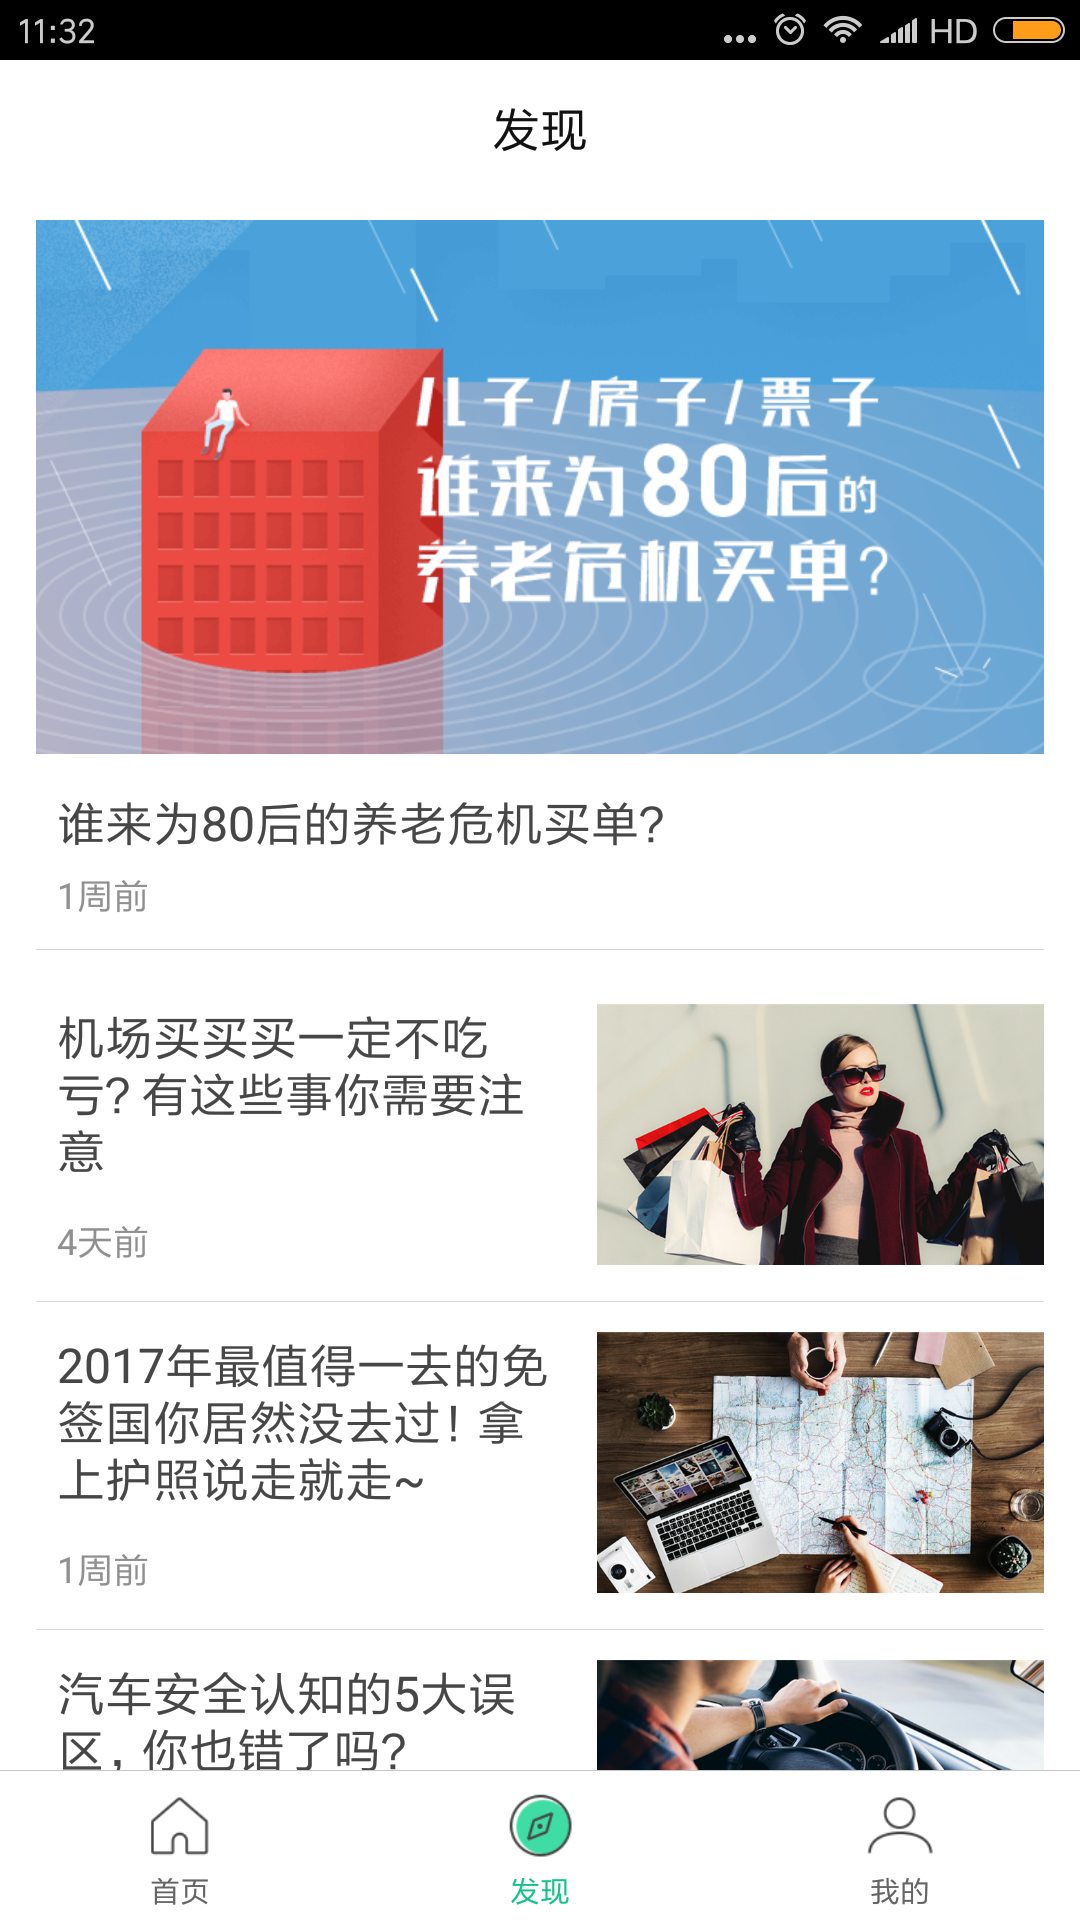 11:32
HD
发现
儿子/房子/票子
谁来为80后的
养老危机买单?
谁来为80后的养老危机买单?
1周前
机场买买买一定不吃
亏? 有这些事你需要注
意
4天前
2017年最值得一去的免
签国你居然没去过! 拿
上护照说走就走~
1周前
汽车安全认知的5大误
区, 你也错了吗?
首页
发现
我的